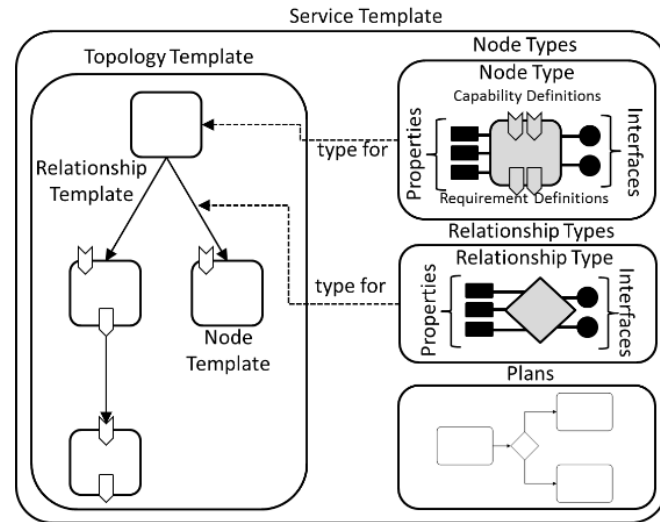 Service Template
Topology Template
Relationship
Template
Node
Template
type for
type for
Node Types
Node Type
Capability Definitions
Properties
Interfaces
Requirement Definitions
Relationship Types
Relationship Type
Properties
Interfaces
Plans